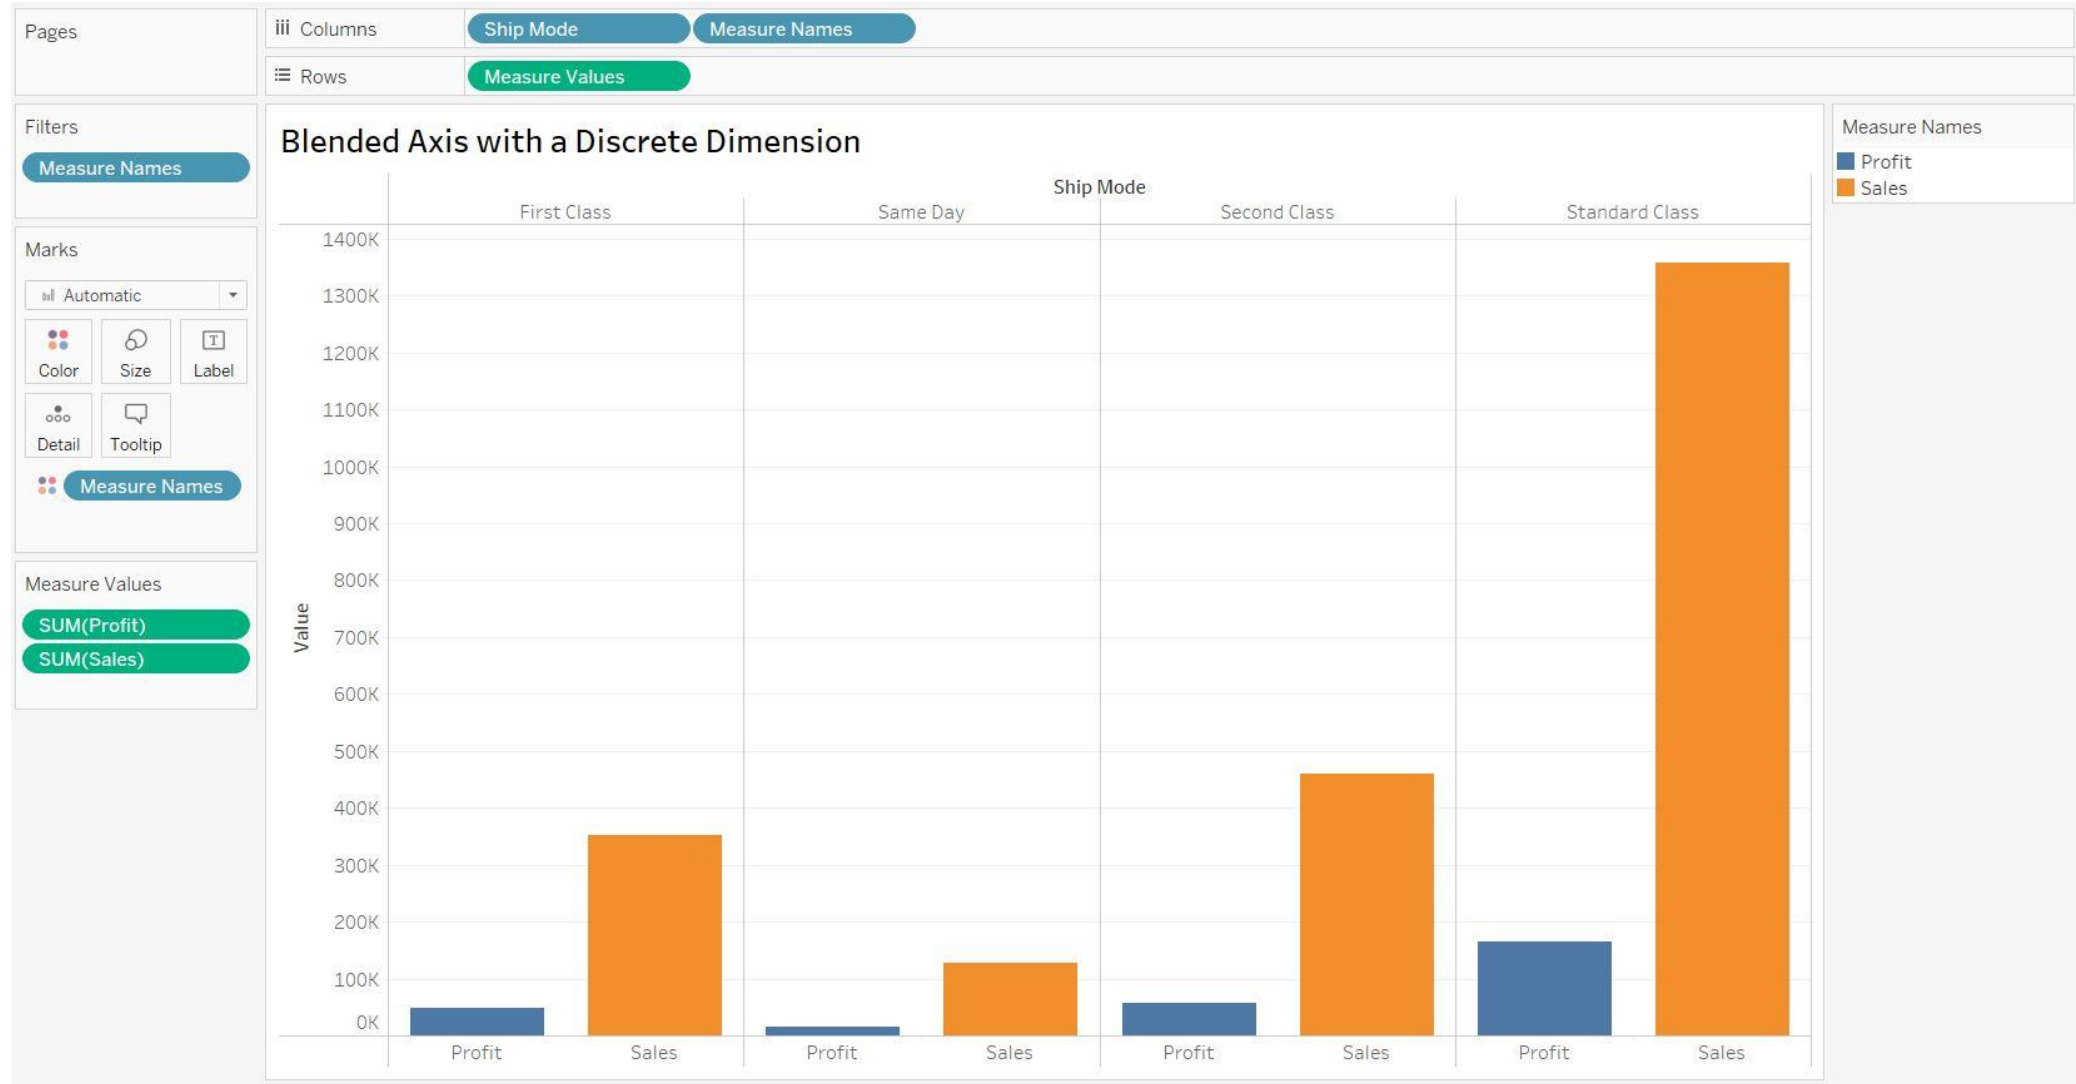 Pages
Columns Ship Mode Measure Names
Rows Measure Values
Filters
Measure Names
Marks
Automatic
Color Size Label
Detail Tooltip
Measure Names
Measure Values
SUM(Profit)
SUM(Sales)
Blended Axis with a Discrete Dimension
Ship Mode
First Class Same Day Second Class Standard Class
1400K
1300K
1200K
1100K
1000K
900K
800K
700K
600K
500K
400K
300K
200K
100K
0K
Value
Profit Sales Profit Sales Profit Sales Profit Sales
Measure Names
Profit
Sales